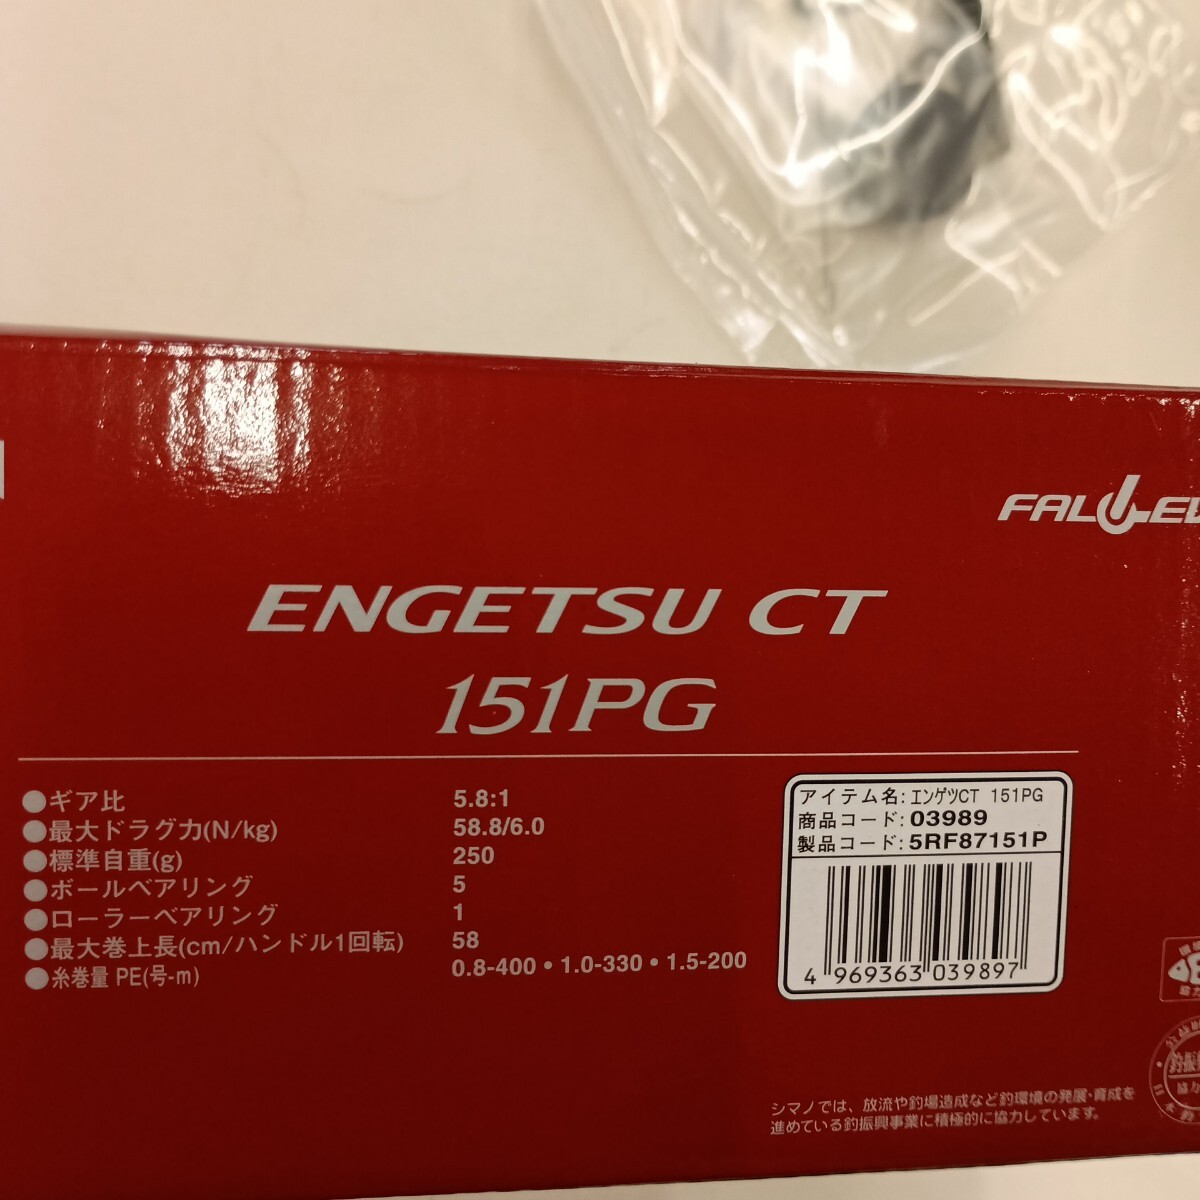 FALL LEV
ENGETSU CT
151PG
●ギア比 5.8:1
●最大ドラグ力(N/kg) 58.8/6.0
●標準自重(g) 250
●ボールベアリング 5
●ローラーベアリング 1
●最大巻上長(cm/ハンドル1回転) 58
●糸巻量 PE(号-m) 0.8-400・1.0-330・1.5-200
アイテム名:エンゲツCT 151PG
商品コード:03989
製品コード:5RF87151P
4 969363 039897
シマノでは、放流や釣場造成など釣環境の発展・育成を
進めている釣振興事業に積極的に協力しています。